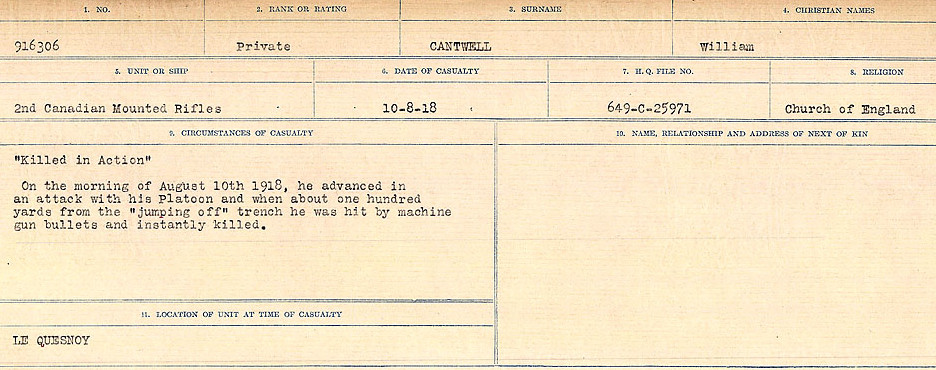 1. NO. 2. RANK OR RATING 3. SURNAME 4. CHRISTIAN NAMES
916306 Private CANTWELL William
5. UNIT OR SHIP 6. DATE OF CASUALTY 7. H. Q. FILE NO. 8. RELIGION
2nd Canadian Mounted Rifles 10-8-18 649-C-25971 Church of England
9. CIRCUMSTANCES OF CASUALTY
"Killed in Action"
On the morning of August 10th 1918, he advanced in
an attack with his Platoon and when about one hundred
yards from the "jumping off" trench he was hit by machine
gun bullets and instantly killed.
11. LOCATION OF UNIT AT TIME OF CASUALTY
LE QUESNOY
10. NAME, RELATIONSHIP AND ADDRESS OF NEXT OF KIN